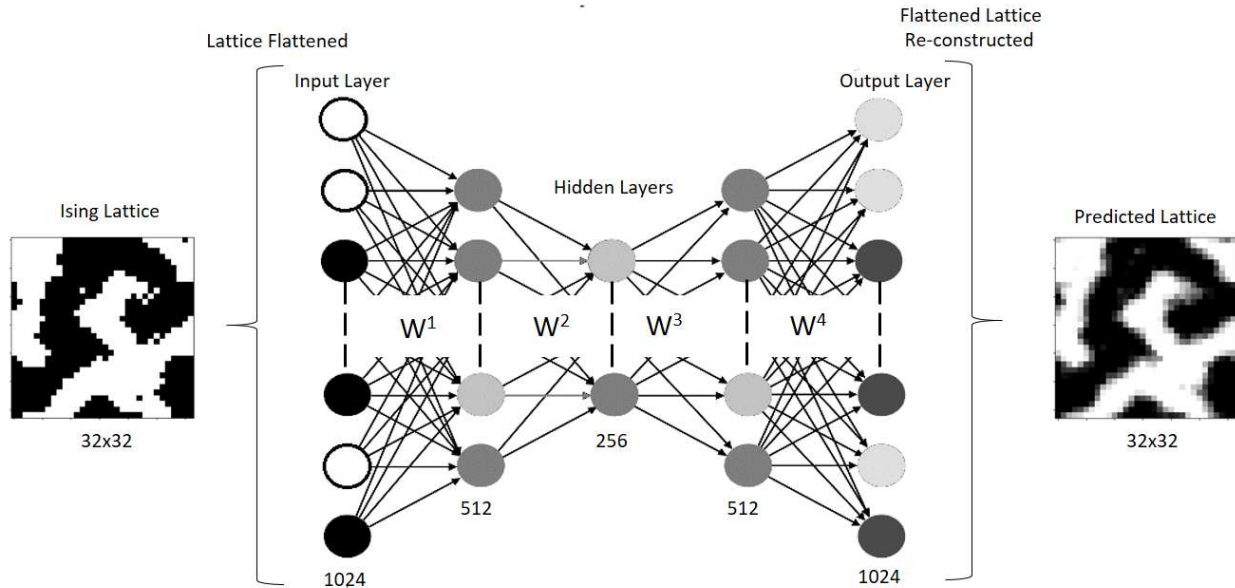 Lattice Flattened
Flattened Lattice
Re-constructed
Input Layer
Output Layer
Hidden Layers
Ising Lattice
Predicted Lattice
W¹
W²
W³
W⁴
32x32
32x32
256
512
512
1024
1024